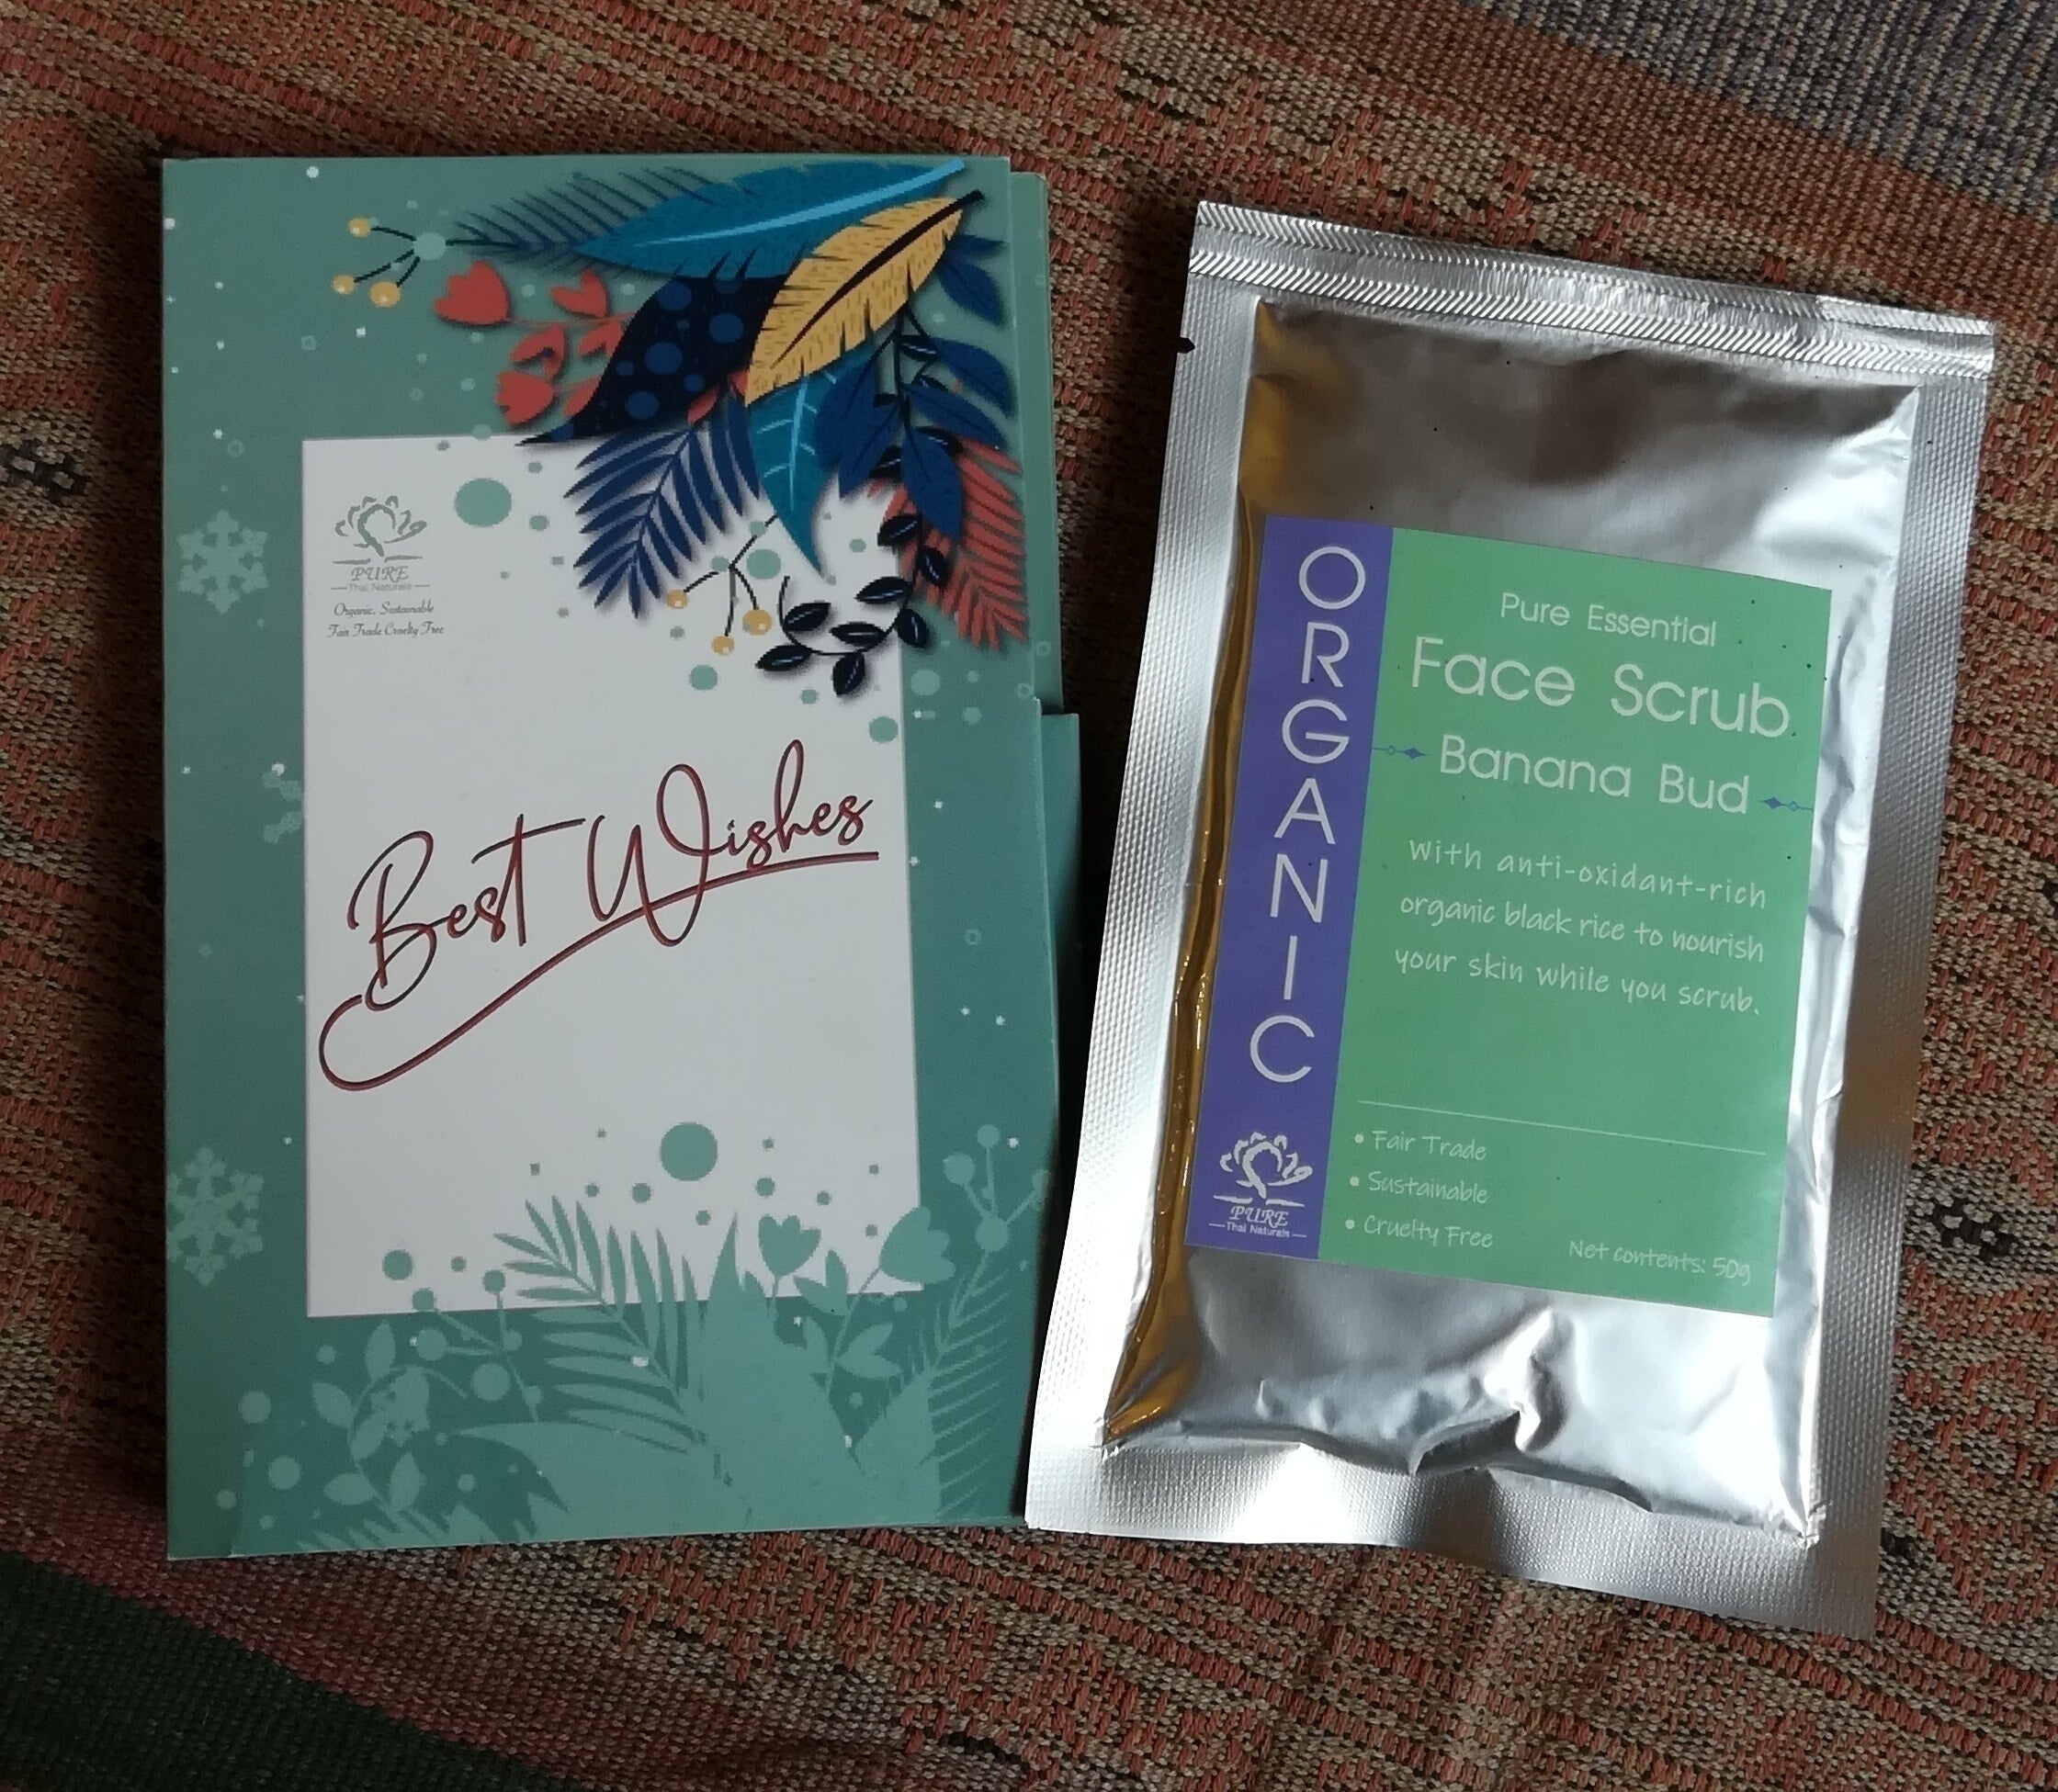 PURE
Thai Naturals
Organic. Sustainable
Fair Trade Cruelty Free
Best Wishes
ORGANIC
PURE
Thai Naturals
Pure Essential
Face Scrub
Banana Bud
With anti-oxidant-rich
organic black rice to nourish
your skin while you scrub.
• Fair Trade
• Sustainable
• Cruelty Free
Net contents: 50g